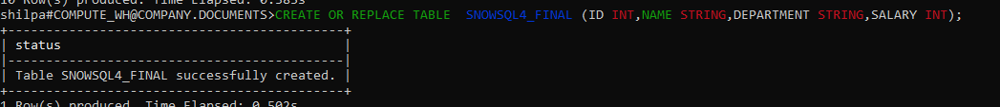 10 Row(s) produced. Time Elapsed: 0.585s
shilpa#COMPUTE_WH@COMPANY.DOCUMENTS>CREATE OR REPLACE TABLE  SNOWSQL4_FINAL (ID INT,NAME STRING,DEPARTMENT STRING,SALARY INT);
+--------------------------------------------+
| status                                     |
|--------------------------------------------|
| Table SNOWSQL4_FINAL successfully created. |
+--------------------------------------------+
1 Row(s) produced. Time Elapsed: 0.502s